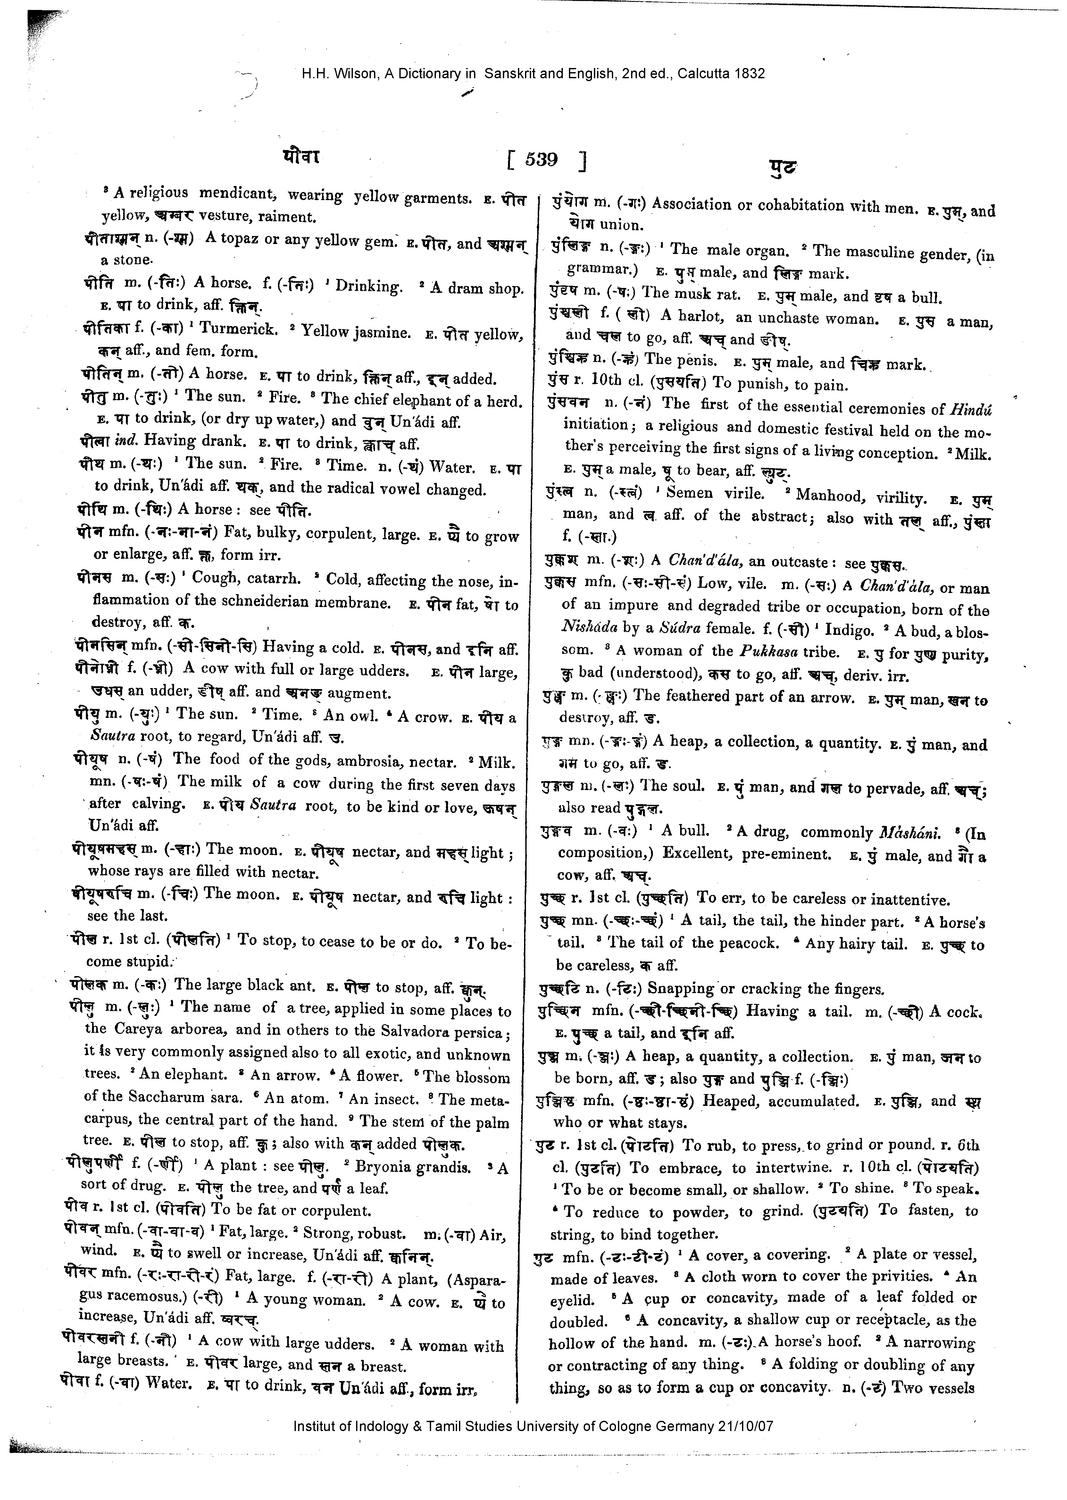 H.H. Wilson, A Dictionary in Sanskrit and English, 2nd ed., Calcutta 1832
पीवा
[ 539 ]
पुट
³ A religious mendicant, wearing yellow garments. E. पीत
yellow, अम्बर vesture, raiment.
पीताश्मन् n. (-श्म) A topaz or any yellow gem. E. पीत, and अश्मन्
a stone.
पीति m. (-तिः) A horse. f. (-तिः) ¹ Drinking. ² A dram shop.
E. पा to drink, aff. क्तिन्.
पीतिका f. (-का) ¹ Turmerick. ² Yellow jasmine. E. पीत yellow,
कन् aff., and fem. form.
पीतिन् m. (-ती) A horse. E. पा to drink, क्तिन् aff., इन् added.
पीतु m. (-तुः) ¹ The sun. ² Fire. ³ The chief elephant of a herd.
E. पा to drink, (or dry up water,) and तुन् Un'ádi aff.
पीत्वा ind. Having drank. E. पा to drink, क्त्वाच् aff.
पीथ m. (-थः) ¹ The sun. ² Fire. ³ Time. n. (-थं) Water. E. पा
to drink, Un'ádi aff. थक्, and the radical vowel changed.
पीथि m. (-थिः) A horse : see पीति.
पीन mfn. (-नः-ना-नं) Fat, bulky, corpulent, large. E. प्यै to grow
or enlarge, aff. क्त, form irr.
पीनस m. (-सः) ¹ Cough, catarrh. ² Cold, affecting the nose, in-
flammation of the schneiderian membrane. E. पीन fat, षो to
destroy, aff. क.
पीनसिन् mfn. (-सी-सिनी-सि) Having a cold. E. पीनस, and इनि aff.
पीनोध्नी f. (-ध्नी) A cow with full or large udders. E. पीन large,
ऊधस् an udder, ङीष् aff. and अनङ augment.
पीयु m. (-युः) ¹ The sun. ² Time. ³ An owl. ⁴ A crow. E. पीय a
Sautra root, to regard, Un'ádi aff. उ.
पीयूष n. (-षं) The food of the gods, ambrosia, nectar. ² Milk.
mn. (-षः-षं) The milk of a cow during the first seven days
after calving. E. पीय Sautra root, to be kind or love, ऊषन्
Un'ádi aff.
पीयूषमहस् m. (-हाः) The moon. E. पीयूष nectar, and महस् light ;
whose rays are filled with nectar.
पीयूषरुचि m. (-चिः) The moon. E. पीयूष nectar, and रुचि light :
see the last.
पील r. 1st cl. (पीलति) ¹ To stop, to cease to be or do. ² To be-
come stupid.
पीलक m. (-कः) The large black ant. E. पील to stop, aff. क्वुन्.
पीलु m. (-लुः) ¹ The name of a tree, applied in some places to
the Careya arborea, and in others to the Salvadora persica ;
it is very commonly assigned also to all exotic, and unknown
trees. ² An elephant. ³ An arrow. ⁴ A flower. ⁵ The blossom
of the Saccharum sara. ⁶ An atom. ⁷ An insect. ⁸ The meta-
carpus, the central part of the hand. ⁹ The stem of the palm
tree. E. पील to stop, aff. कु ; also with कन् added पीलुक.
पीलुपर्णी f. (-र्णी) ¹ A plant : see पीलु. ² Bryonia grandis. ³ A
sort of drug. E. पीलु the tree, and पर्ण a leaf.
पीव r. 1st cl. (पीवति) To be fat or corpulent.
पीवन् mfn. (-वा-वा-व) ¹ Fat, large. ² Strong, robust. m. (-वा) Air,
wind. E. प्यै to swell or increase, Un'ádi aff. क्वनिन्.
पीवर mfn. (-रः-रा-री-रं) Fat, large. f. (-रा-री) A plant, (Aspara-
gus racemosus.) (-री) ¹ A young woman. ² A cow. E. प्यै to
increase, Un'ádi aff. ष्वरच्.
पीवरस्तनी f. (-नी) ¹ A cow with large udders. ² A woman with
large breasts. E. पीवर large, and स्तन a breast.
पीवा f. (-वा) Water. E. पा to drink, वन Un'ádi aff., form irr.
पुंयोग m. (-गः) Association or cohabitation with men. E. पुम्, and
योग union.
पुंल्लिङ्ग n. (-ङ्गः) ¹ The male organ. ² The masculine gender, (in
grammar.) E. पुम् male, and लिङ्ग mark.
पुंवृष m. (-षः) The musk rat. E. पुम् male, and वृष a bull.
पुंश्चली f. ( ली) A harlot, an unchaste woman. E. पुंस a man,
and चल to go, aff. अच् and ङीष्.
पुंश्चिह्न n. (-ह्नं) The penis. E. पुम् male, and चिह्न mark.
पुंस r. 10th cl. (पुंसयति) To punish, to pain.
पुंसवन n. (-नं) The first of the essential ceremonies of Hindú
initiation ; a religious and domestic festival held on the mo-
ther's perceiving the first signs of a living conception. ² Milk.
E. पुम् a male, षू to bear, aff. ल्युट्.
पुंस्त्व n. (-स्त्वं) ¹ Semen virile. ² Manhood, virility. E. पुम्
man, and त्व aff. of the abstract ; also with तल् aff., पुंस्ता
f. (-स्ता.)
पुक्कश m. (-शः) A Chan'd'ála, an outcaste : see पुक्कस.
पुक्कस mfn. (-सः-सी-सं) Low, vile. m. (-सः) A Chan'd'ála, or man
of an impure and degraded tribe or occupation, born of the
Nisháda by a Súdra female. f. (-सी) ¹ Indigo. ² A bud, a blos-
som. ³ A woman of the Pukkasa tribe. E. पु for पुण्य purity,
कु bad (understood), कस to go, aff. अच्, deriv. irr.
पुङ्ख m. (-ङ्खः) The feathered part of an arrow. E. पुम् man, खन to
destroy, aff. ड.
पुङ्ग mn. (-ङ्गः-ङ्गं) A heap, a collection, a quantity. E. पुं man, and
गम to go, aff. ड.
पुङ्गल m. (-लः) The soul. E. पुं man, and गल to pervade, aff. अच् ;
also read पुद्गल.
पुङ्गव m. (-वः) ¹ A bull. ² A drug, commonly Másháni. ³ (In
composition,) Excellent, pre-eminent. E. पुं male, and गो a
cow, aff. अच्.
पुच्छ r. 1st cl. (पुच्छति) To err, to be careless or inattentive.
पुच्छ mn. (-च्छः-च्छं) ¹ A tail, the tail, the hinder part. ² A horse's
tail. ³ The tail of the peacock. ⁴ Any hairy tail. E. पुच्छ to
be careless, क aff.
पुच्छटि n. (-टिः) Snapping or cracking the fingers.
पुच्छिन mfn. (-च्छी-च्छिनी-च्छि) Having a tail. m. (-च्छी) A cock.
E. पुच्छ a tail, and इनि aff.
पुञ्ज m. (-ञ्जः) A heap, a quantity, a collection. E. पुं man, जन to
be born, aff. ड ; also पुङ्ग and पुञ्जि f. (-ञ्जिः)
पुञ्जिष्ठ mfn. (-ष्ठः-ष्ठा-ष्ठं) Heaped, accumulated. E. पुञ्जि, and स्थ
who or what stays.
पुट r. 1st cl. (पोटति) To rub, to press, to grind or pound. r. 6th
cl. (पुटति) To embrace, to intertwine. r. 10th cl. (पोटयति)
¹ To be or become small, or shallow. ² To shine. ³ To speak.
⁴ To reduce to powder, to grind. (पुटयति) To fasten, to
string, to bind together.
पुट mfn. (-टः-टी-टं) ¹ A cover, a covering. ² A plate or vessel,
made of leaves. ³ A cloth worn to cover the privities. ⁴ An
eyelid. ⁵ A cup or concavity, made of a leaf folded or
doubled. ⁶ A concavity, a shallow cup or receptacle, as the
hollow of the hand. m. (-टः) A horse's hoof. ² A narrowing
or contracting of any thing. ³ A folding or doubling of any
thing, so as to form a cup or concavity. n. (-टं) Two vessels
Institut of Indology & Tamil Studies University of Cologne Germany 21/10/07